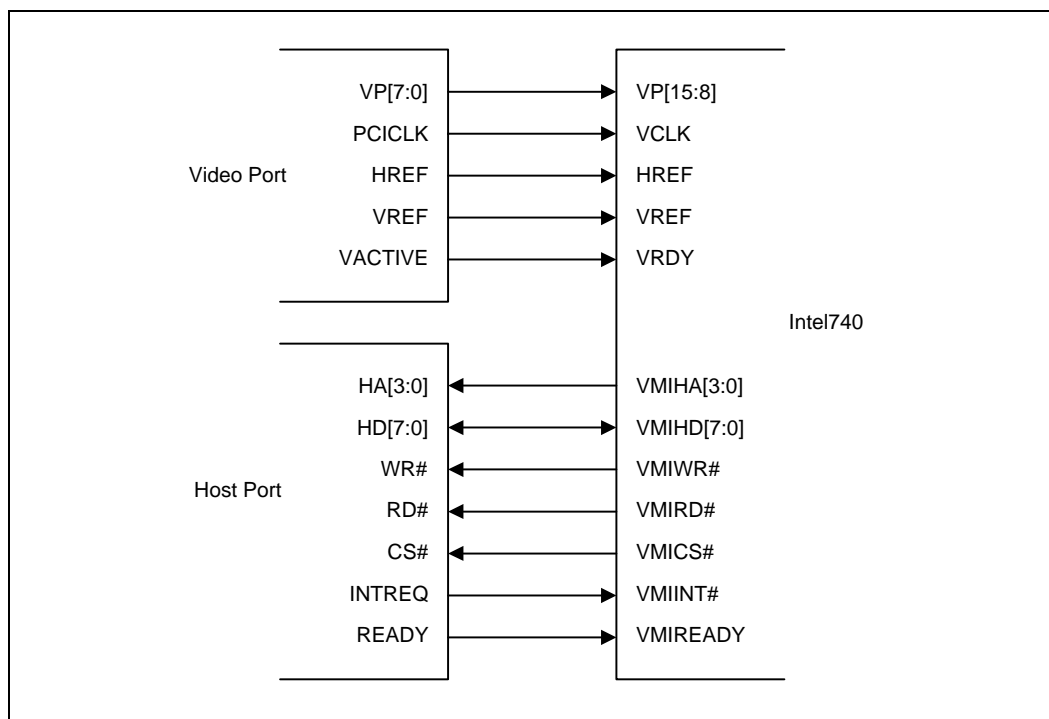 VP[7:0] VP[15:8]
PCICLK VCLK
Video Port HREF HREF
VREF VREF
VACTIVE VRDY
Intel740
HA[3:0] VMIHA[3:0]
HD[7:0] VMIHD[7:0]
WR# VMIWR#
Host Port
RD# VMIRD#
CS# VMICS#
INTREQ VMIINT#
READY VMIREADY